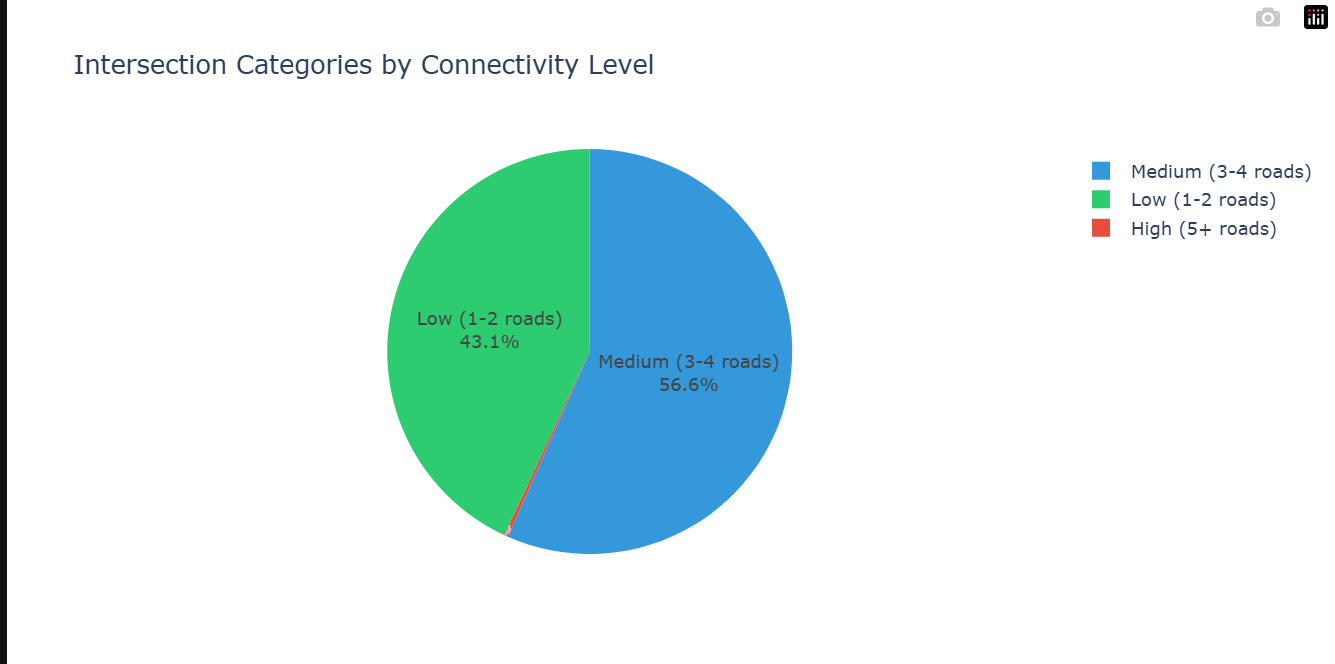 Intersection Categories by Connectivity Level
Medium (3-4 roads)
Low (1-2 roads)
High (5+ roads)
Low (1-2 roads)
43.1%
Medium (3-4 roads)
56.6%